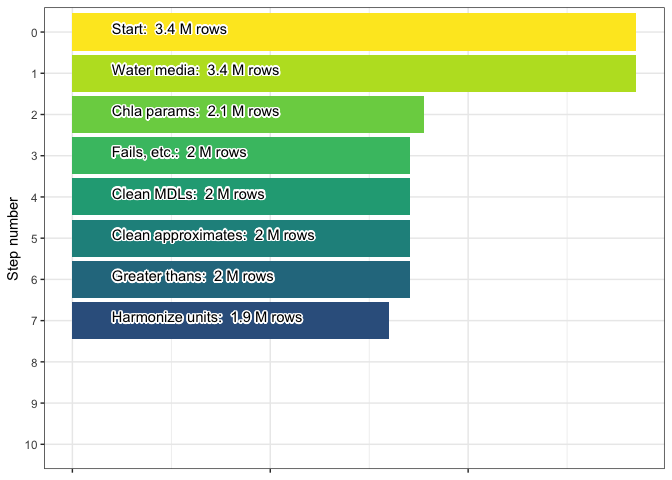 0
Start:  3.4 M rows
1
Water media:  3.4 M rows
2
Chla params:  2.1 M rows
3
Fails, etc.:  2 M rows
4
Clean MDLs:  2 M rows
5
Clean approximates:  2 M rows
6
Greater thans:  2 M rows
7
Harmonize units:  1.9 M rows
8
9
10
Step number